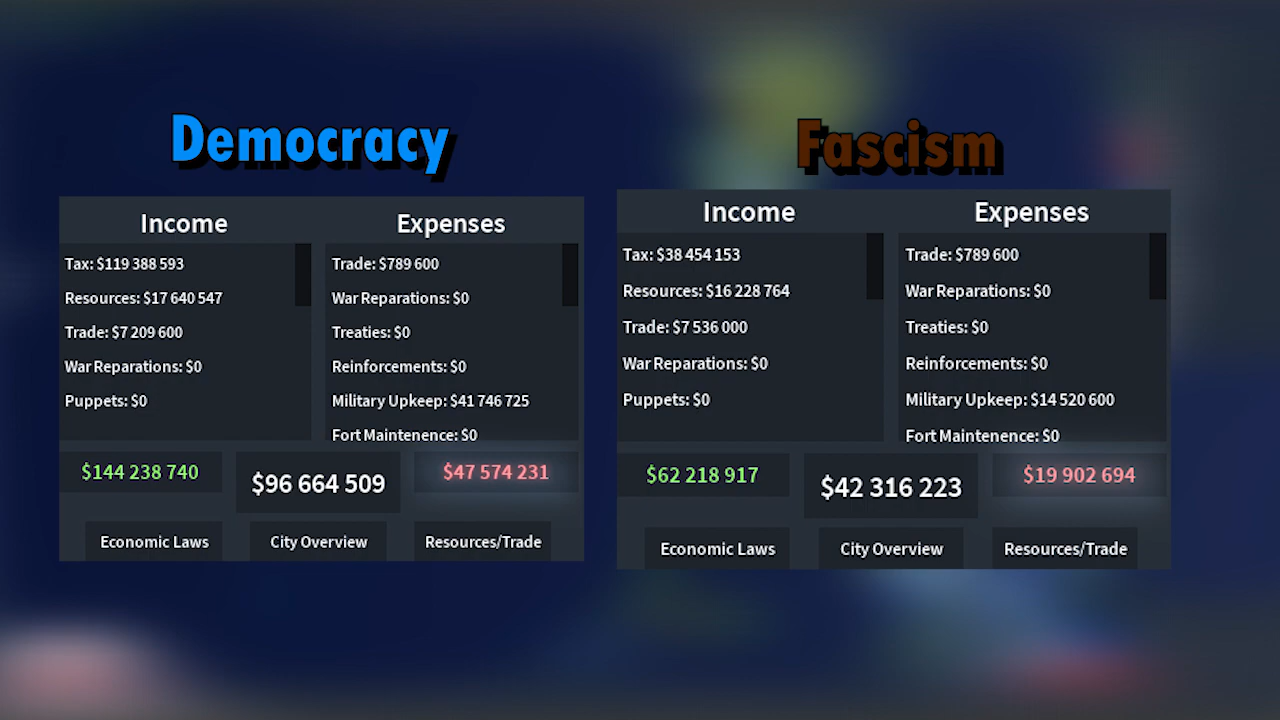 Democracy
Income
Expenses
Tax: $119 388 593
Resources: $17 640 547
Trade: $7 209 600
War Reparations: $0
Puppets: $0
Trade: $789 600
War Reparations: $0
Treaties: $0
Reinforcements: $0
Military Upkeep: $41 746 725
Fort Maintenence: $0
$144 238 740
$96 664 509
$47 574 231
Economic Laws
City Overview
Resources/Trade
Fascism
Income
Expenses
Tax: $38 454 153
Resources: $16 228 764
Trade: $7 536 000
War Reparations: $0
Puppets: $0
Trade: $789 600
War Reparations: $0
Treaties: $0
Reinforcements: $0
Military Upkeep: $14 520 600
Fort Maintenence: $0
$62 218 917
$42 316 223
$19 902 694
Economic Laws
City Overview
Resources/Trade